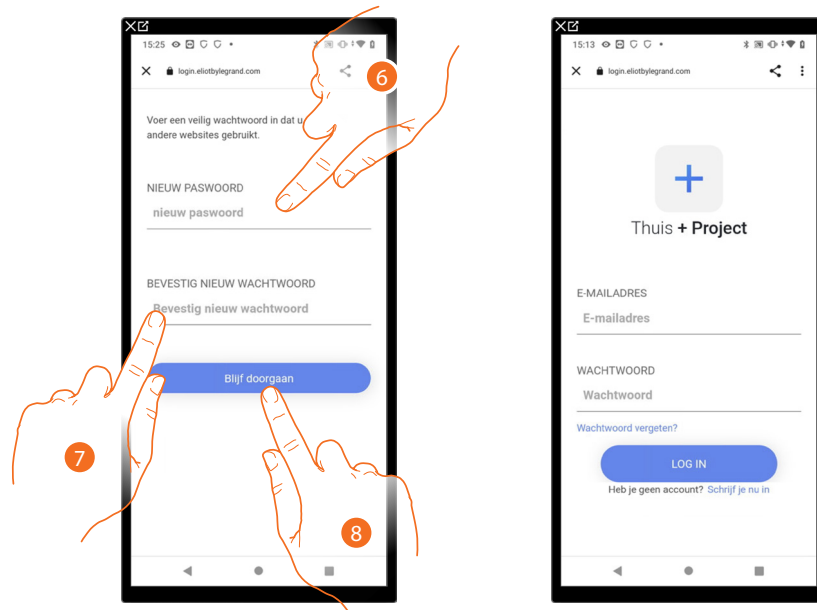 15:25
login.eliotbylegrand.com
Voer een veilig wachtwoord in dat u
andere websites gebruikt.
NIEUW PASWOORD
nieuw paswoord
BEVESTIG NIEUW WACHTWOORD
Bevestig nieuw wachtwoord
Blijf doorgaan
6
7
8
15:13
login.eliotbylegrand.com
Thuis + Project
E-MAILADRES
E-mailadres
WACHTWOORD
Wachtwoord
Wachtwoord vergeten?
LOG IN
Heb je geen account? Schrijf je nu in